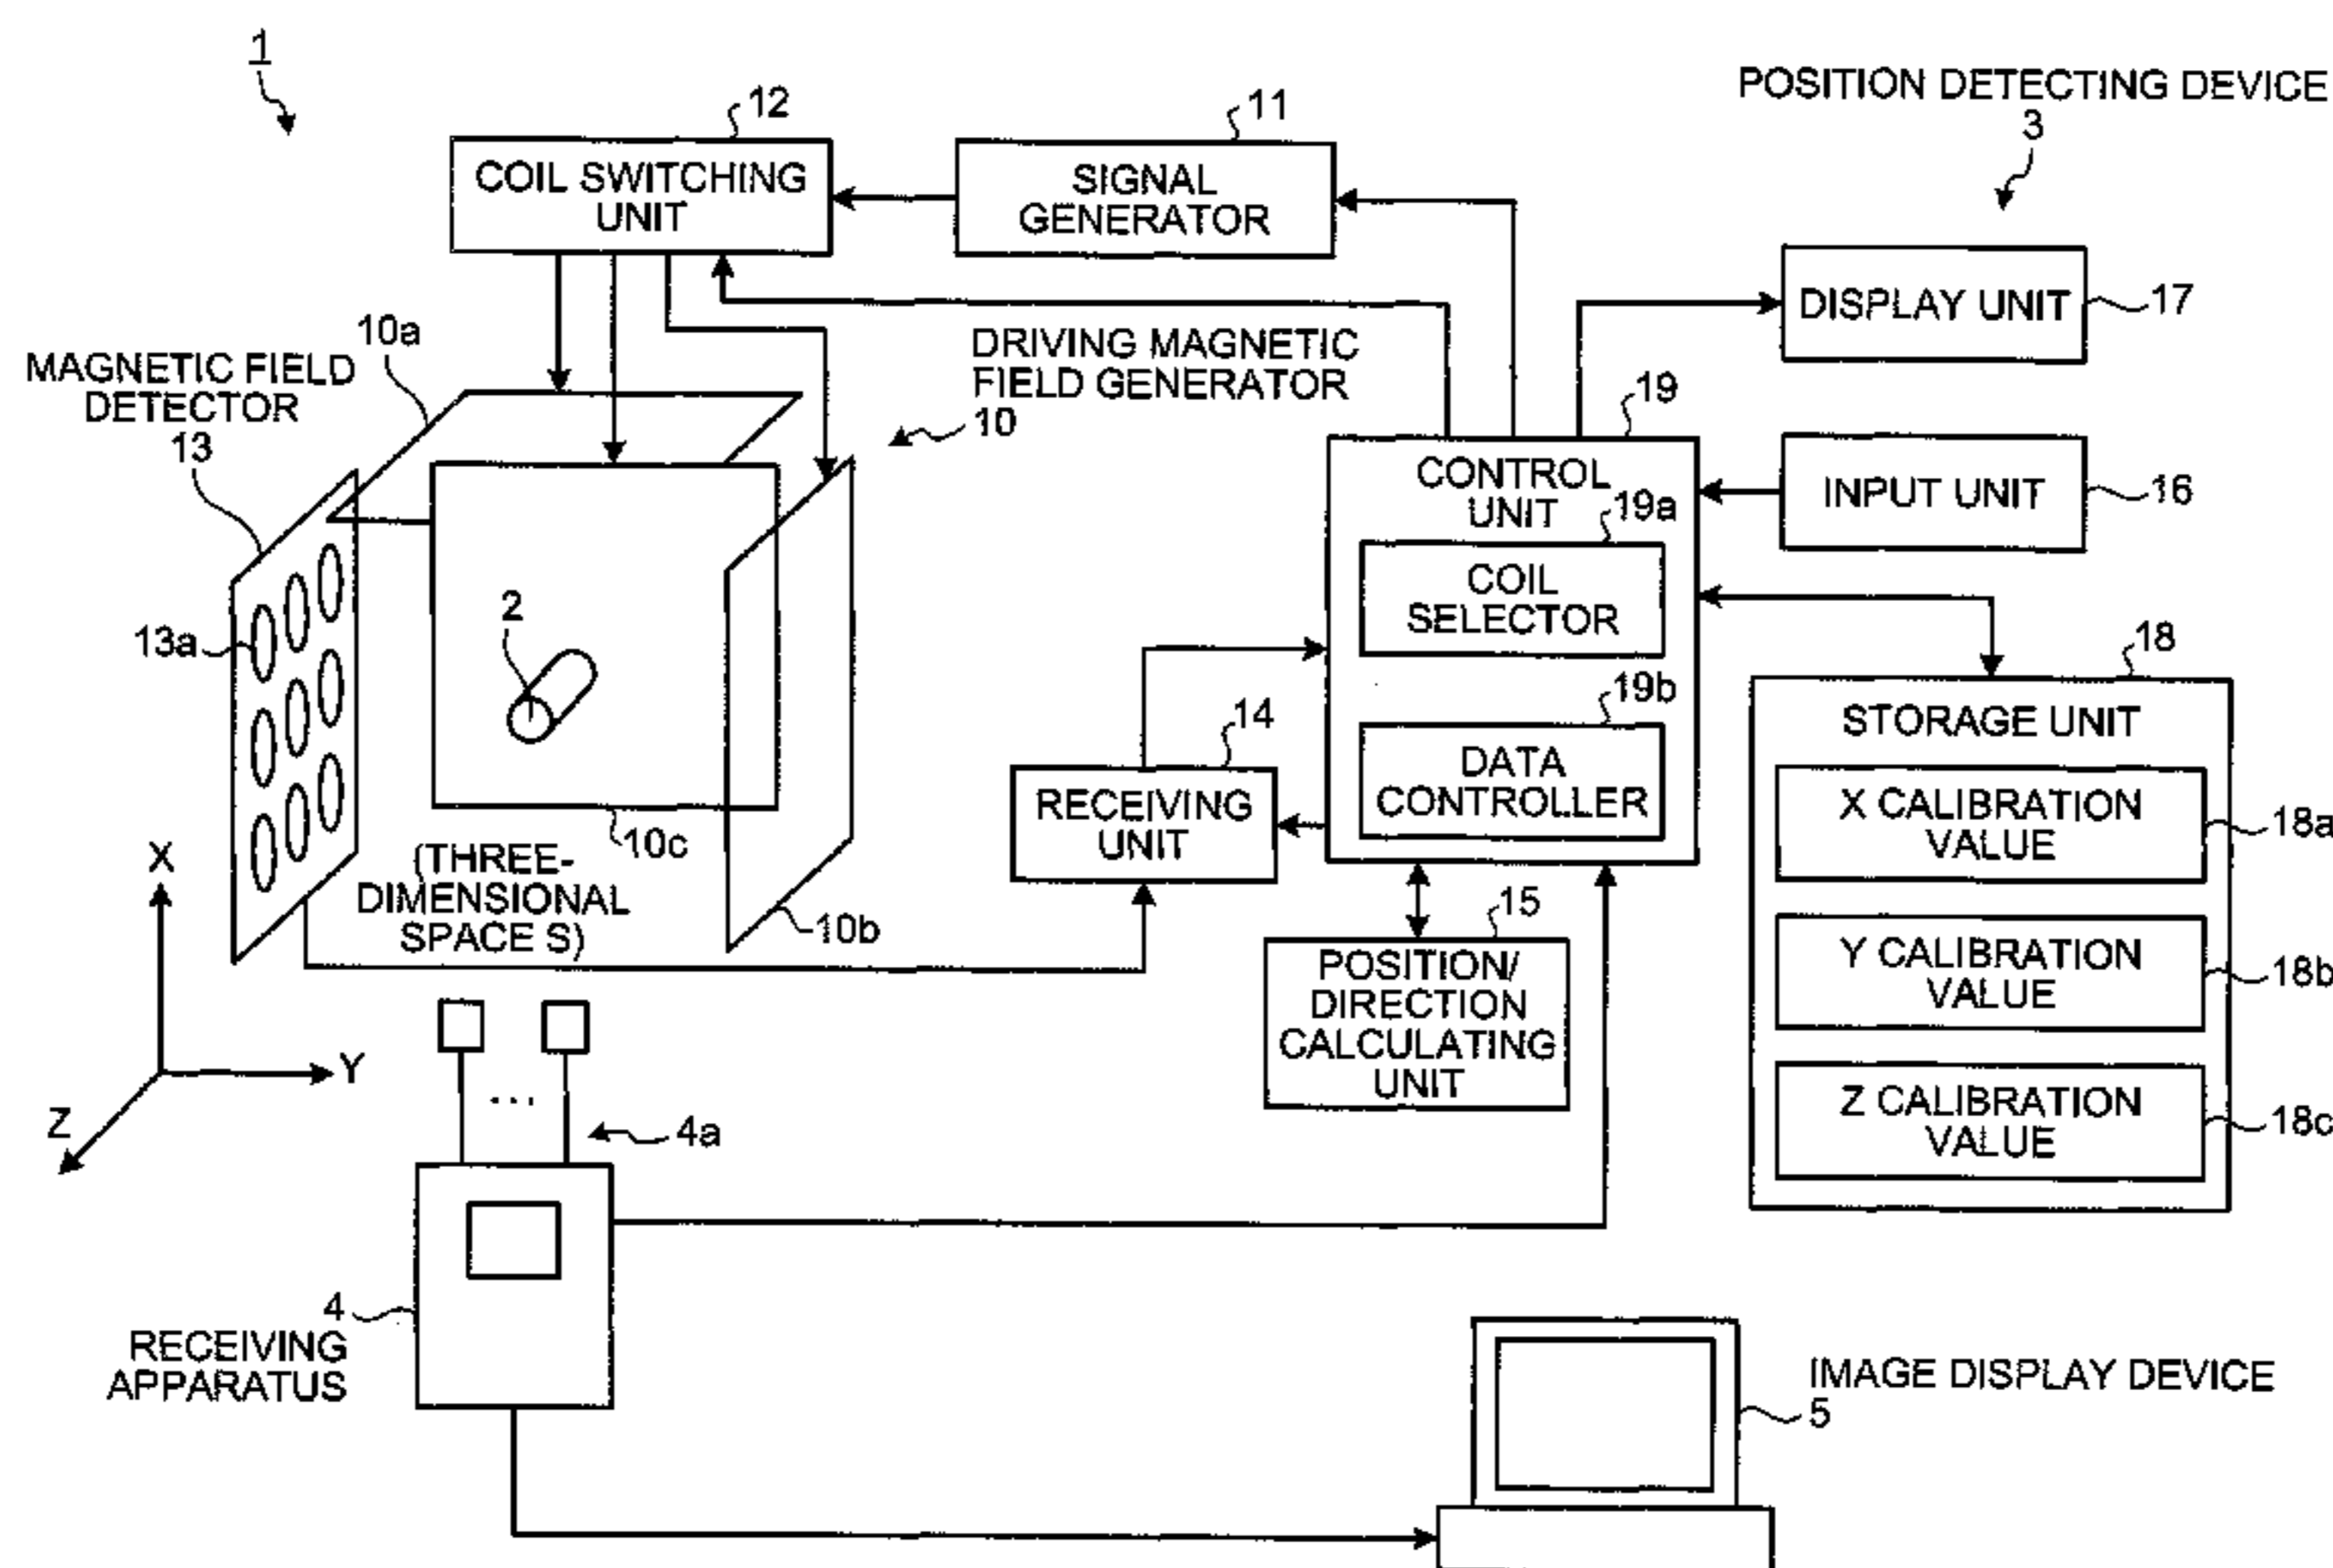 1
POSITION DETECTING DEVICE
3
12
COIL SWITCHING
UNIT
11
SIGNAL
GENERATOR
DISPLAY UNIT
17
10a
MAGNETIC FIELD
DETECTOR
13
DRIVING MAGNETIC
FIELD GENERATOR
10
19
CONTROL
UNIT
19a
COIL
SELECTOR
19b
DATA
CONTROLLER
INPUT UNIT
16
13a
2
10c
(THREE-
DIMENSIONAL
SPACE S)
10b
14
RECEIVING
UNIT
15
POSITION/
DIRECTION
CALCULATING
UNIT
18
STORAGE UNIT
X CALIBRATION
VALUE
18a
Y CALIBRATION
VALUE
18b
Z CALIBRATION
VALUE
18c
X
Y
Z
...
4a
4
RECEIVING
APPARATUS
IMAGE DISPLAY DEVICE
5